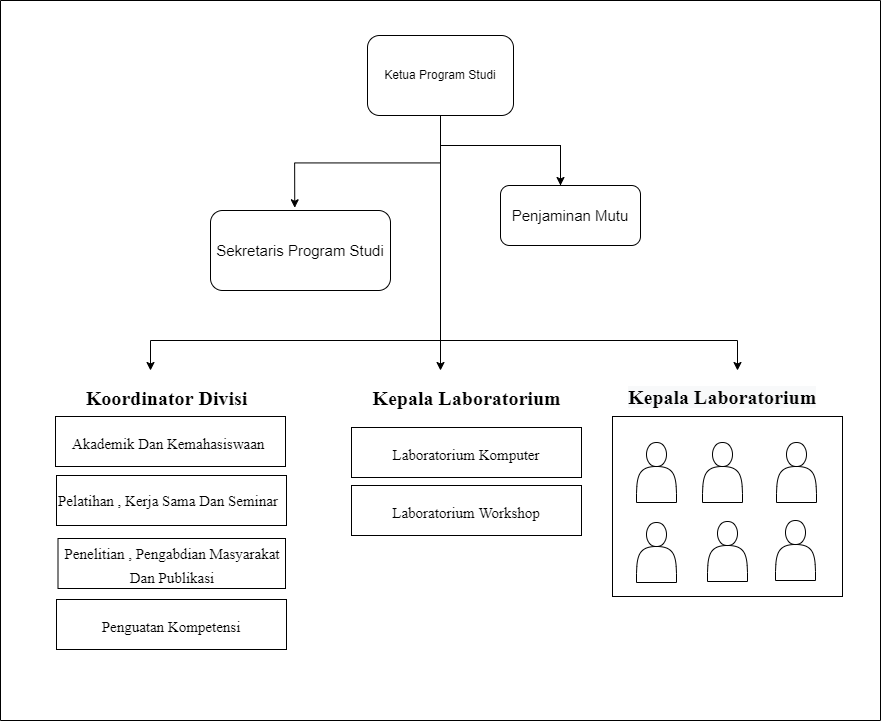 Ketua Program Studi
Penjaminan Mutu
Sekretaris Program Studi
Koordinator Divisi
Akademik Dan Kemahasiswaan
Pelatihan , Kerja Sama Dan Seminar
Penelitian , Pengabdian Masyarakat
Dan Publikasi
Penguatan Kompetensi
Kepala Laboratorium
Laboratorium Komputer
Laboratorium Workshop
Kepala Laboratorium